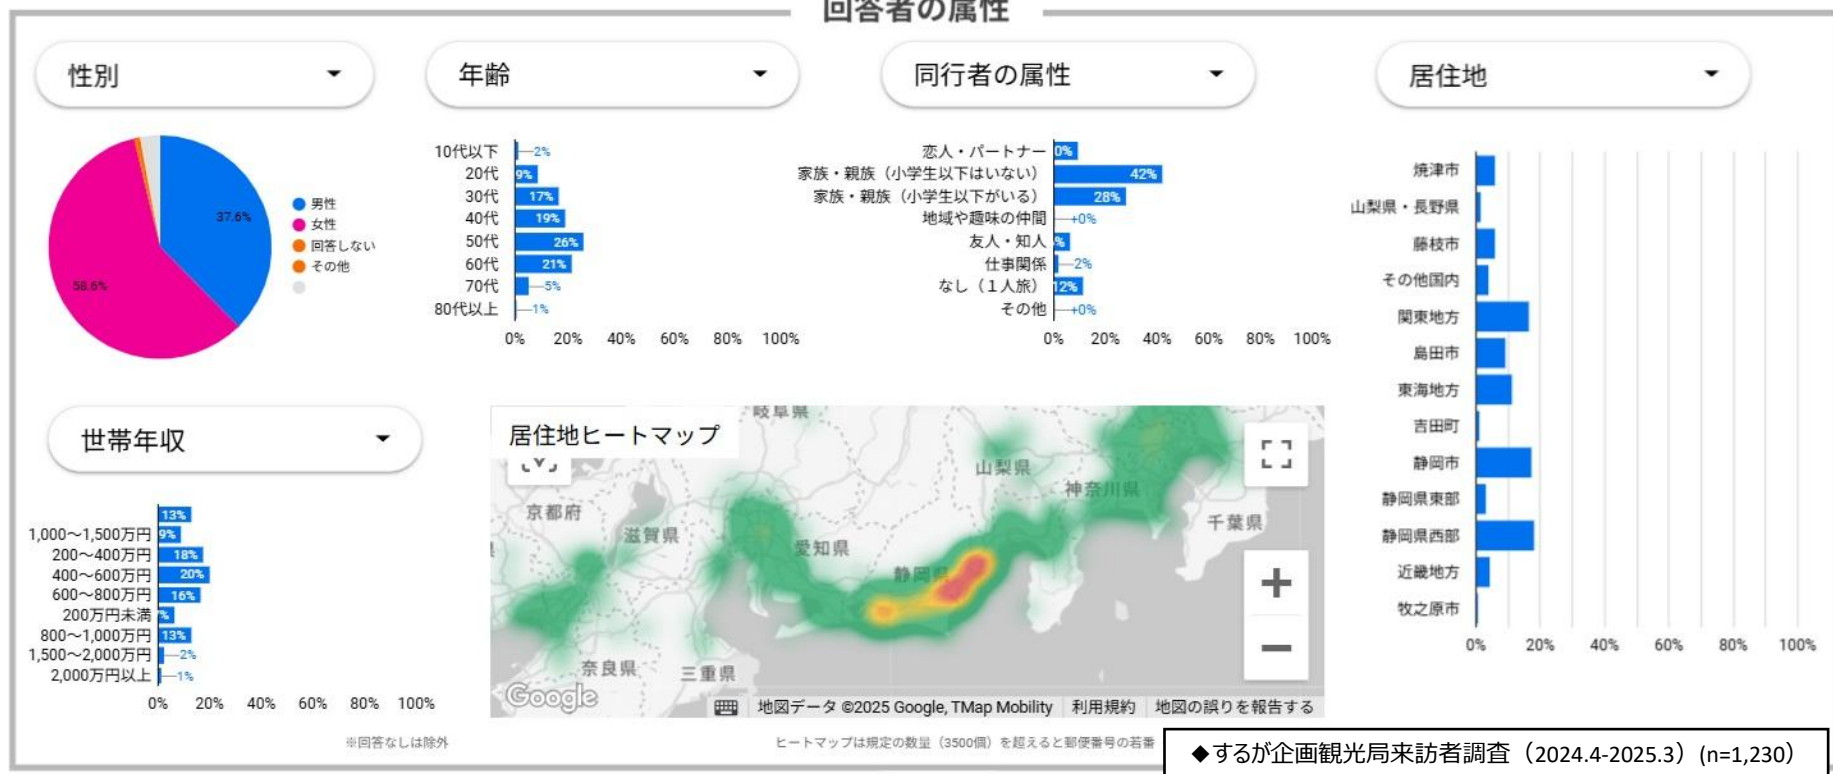 回答者の属性
性別
年齢
同行者の属性
居住地
37.6%
58.6%
男性
女性
回答しない
その他
10代以下 2%
20代 9%
30代 17%
40代 19%
50代 26%
60代 21%
70代 5%
80代以上 1%
0% 20% 40% 60% 80% 100%
恋人・パートナー 0%
家族・親族（小学生以下はいない） 42%
家族・親族（小学生以下がいる） 28%
地域や趣味の仲間 +0%
友人・知人 %
仕事関係 2%
なし（１人旅） 12%
その他 +0%
0% 20% 40% 60% 80% 100%
焼津市
山梨県・長野県
藤枝市
その他国内
関東地方
島田市
東海地方
吉田町
静岡市
静岡県東部
静岡県西部
近畿地方
牧之原市
0% 20% 40% 60% 80% 100%
世帯年収
13%
1,000～1,500万円 9%
200～400万円 18%
400～600万円 20%
600～800万円 16%
200万円未満 %
800～1,000万円 13%
1,500～2,000万円 2%
2,000万円以上 1%
0% 20% 40% 60% 80% 100%
※回答なしは除外
居住地ヒートマップ
岐阜県
山梨県
神奈川県
千葉県
京都府
滋賀県
愛知県
静岡県
奈良県
三重県
Google
地図データ ©2025 Google, TMap Mobility 利用規約 地図の誤りを報告する
ヒートマップは規定の数量（3500個）を超えると郵便番号の若番
◆するが企画観光局来訪者調査（2024.4-2025.3）(n=1,230）